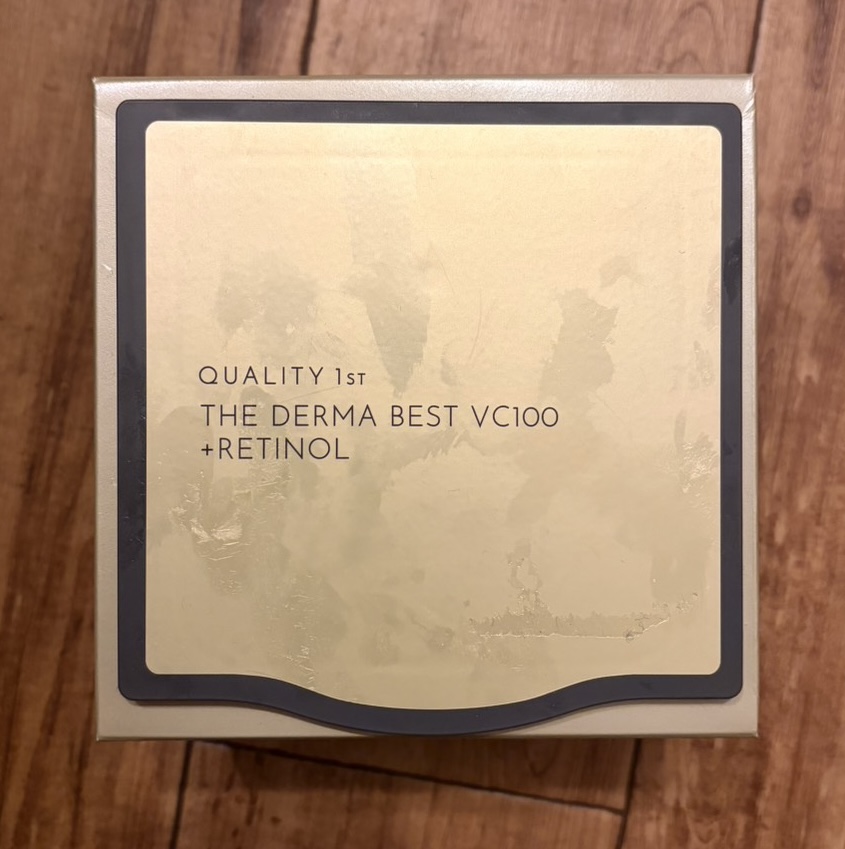 QUALITY 1ST
THE DERMA BEST VC100
+RETINOL